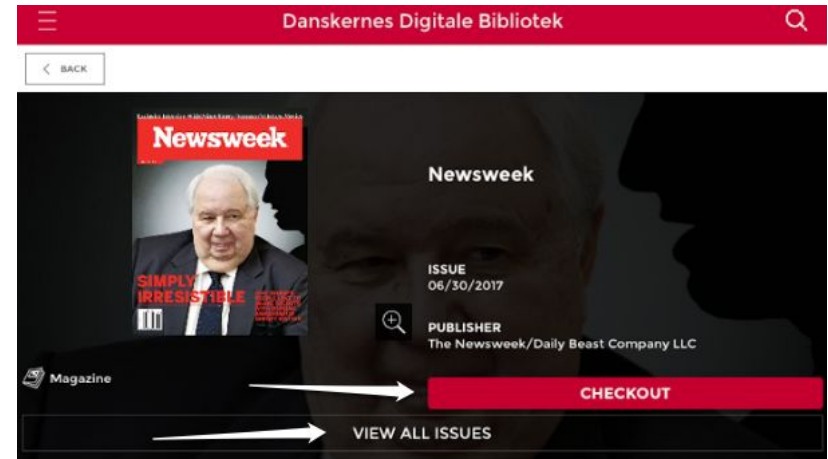 Danskernes Digitale Bibliotek
BACK
Newsweek
SIMPLY
IRRESISTIBLE
Newsweek
ISSUE
06/30/2017
PUBLISHER
The Newsweek/Daily Beast Company LLC
Magazine
CHECKOUT
VIEW ALL ISSUES